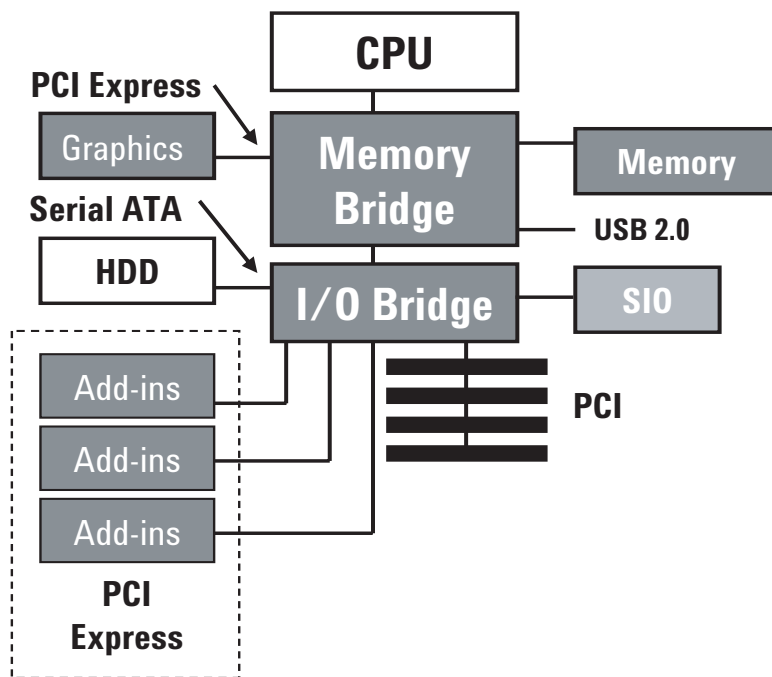 CPU
PCI Express
Graphics
Memory
Bridge
Memory
Serial ATA
USB 2.0
HDD
I/O Bridge
SIO
Add-ins
PCI
Add-ins
Add-ins
PCI
Express